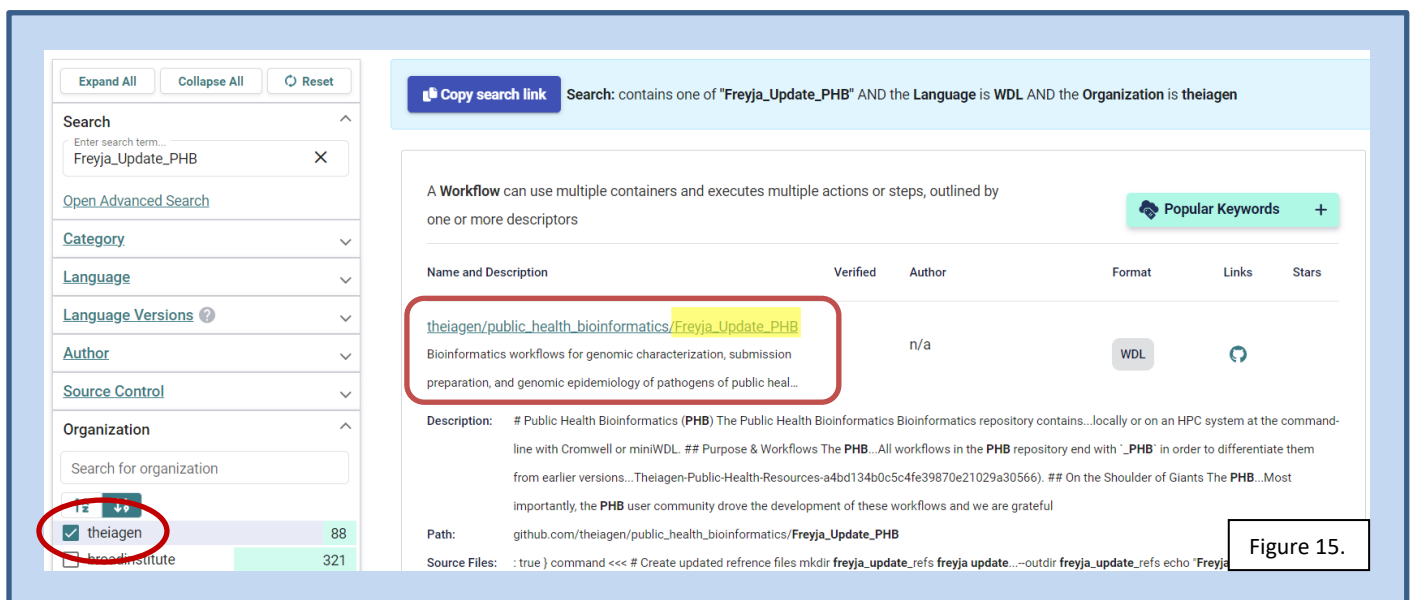 Expand All
Collapse All
Reset
Search
Enter search term...
Freyja_Update_PHB
Open Advanced Search
Category
Language
Language Versions
Author
Source Control
Organization
Search for organization
theiagen 88
broadinstitute 321
Copy search link
Search: contains one of "Freyja_Update_PHB" AND the Language is WDL AND the Organization is theiagen
A Workflow can use multiple containers and executes multiple actions or steps, outlined by
one or more descriptors
Popular Keywords +
Name and Description Verified Author Format Links Stars
theiagen/public_health_bioinformatics/Freyja_Update_PHB
Bioinformatics workflows for genomic characterization, submission
preparation, and genomic epidemiology of pathogens of public heal...
n/a
WDL
Description: # Public Health Bioinformatics (PHB) The Public Health Bioinformatics Bioinformatics repository contains...locally or on an HPC system at the command-
line with Cromwell or miniWDL. ## Purpose & Workflows The PHB...All workflows in the PHB repository end with `_PHB` in order to differentiate them
from earlier versions...Theiagen-Public-Health-Resources-a4bd134b0c5c4fe39870e21029a30566). ## On the Shoulder of Giants The PHB...Most
importantly, the PHB user community drove the development of these workflows and we are grateful
Path: github.com/theiagen/public_health_bioinformatics/Freyja_Update_PHB
Source Files: : true } command <<< # Create updated refrence files mkdir freyja_update_refs freyja update...--outdir freyja_update_refs echo "Freyja
Figure 15.